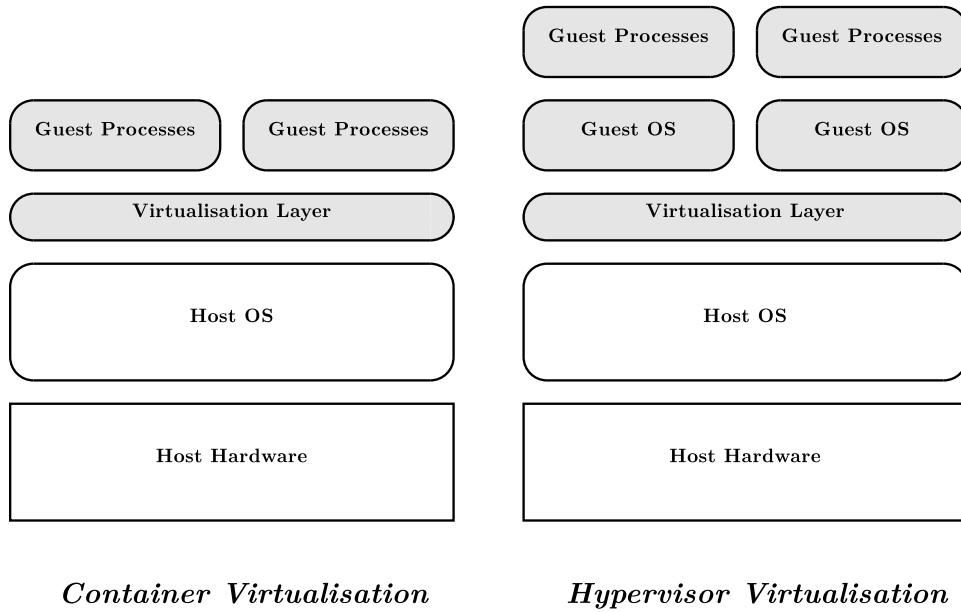 Guest Processes Guest Processes
Guest Processes Guest Processes Guest OS Guest OS
Virtualisation Layer Virtualisation Layer
Host OS Host OS
Host Hardware Host Hardware
Container Virtualisation Hypervisor Virtualisation